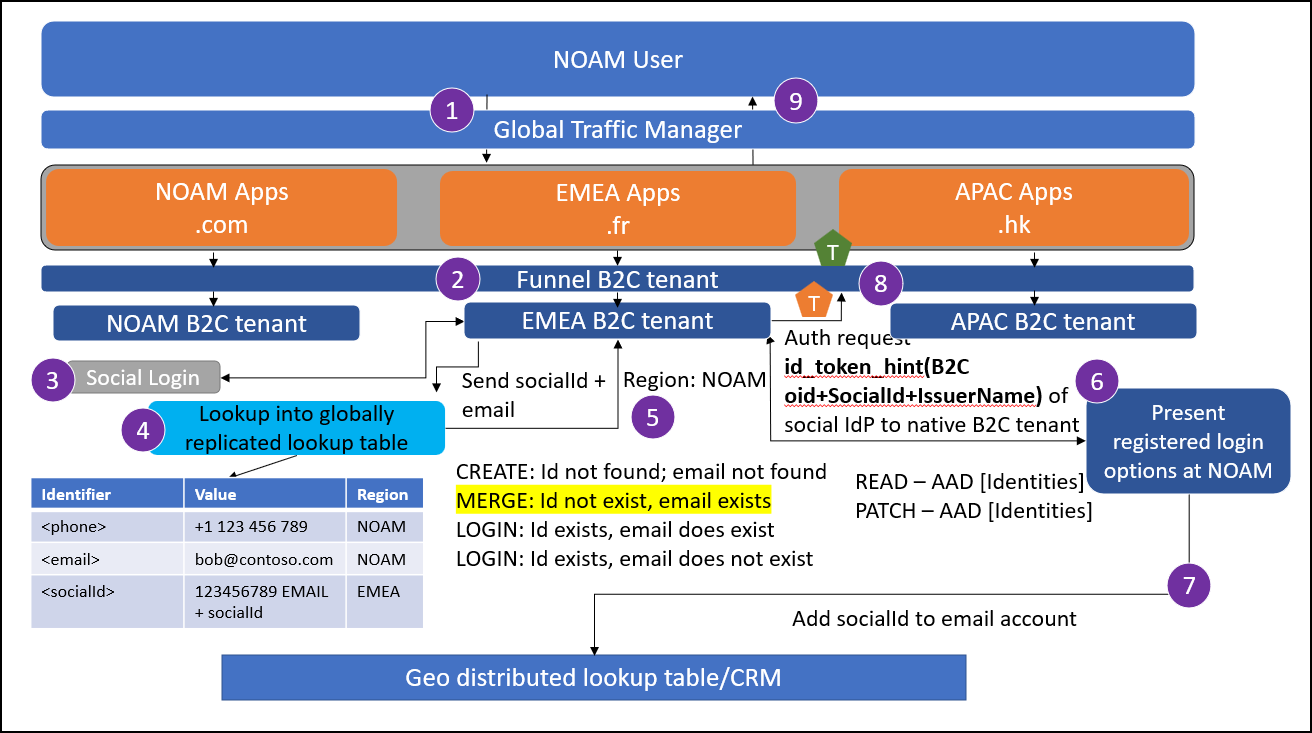 NOAM User
1
9
Global Traffic Manager
NOAM Apps
.com
EMEA Apps
.fr
APAC Apps
.hk
T
2
Funnel B2C tenant
8
T
NOAM B2C tenant
EMEA B2C tenant
APAC B2C tenant
3
Social Login
Send socialId +
email
Region: NOAM
5
Auth request
id_token_hint(B2C
oid+SocialId+IssuerName) of
social IdP to native B2C tenant
6
Present
registered login
options at NOAM
4
Lookup into globally
replicated lookup table
Identifier Value Region
<phone> +1 123 456 789 NOAM
<email> bob@contoso.com NOAM
<socialId> 123456789 EMAIL EMEA
+ socialId
CREATE: Id not found; email not found
MERGE: Id not exist, email exists
LOGIN: Id exists, email does exist
LOGIN: Id exists, email does not exist
READ – AAD [Identities]
PATCH – AAD [Identities]
7
Add socialId to email account
Geo distributed lookup table/CRM